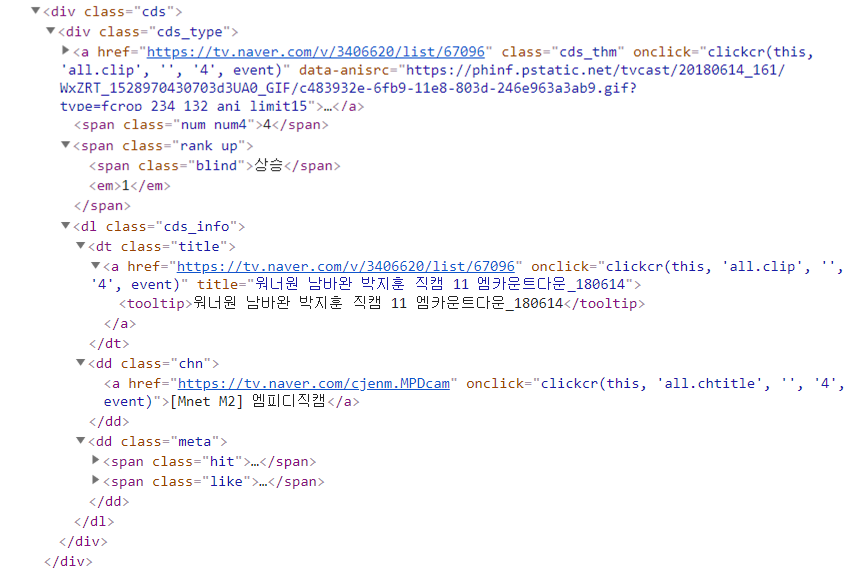 ▼<div class="cds">
▼<div class="cds_type">
▶<a href="https://tv.naver.com/v/3406620/list/67096" class="cds_thm" onclick="clickcr(this,
'all.clip', '', '4', event)" data-anisrc="https://phinf.pstatic.net/tvcast/20180614_161/
WxZRT_1528970430703d3UA0_GIF/c483932e-6fb9-11e8-803d-246e963a3ab9.gif?
type=fcrop_234_132_ani_limit15">…</a>
<span class="num num4">4</span>
▼<span class="rank up">
<span class="blind">상승</span>
<em>1</em>
</span>
▼<dl class="cds_info">
▼<dt class="title">
▼<a href="https://tv.naver.com/v/3406620/list/67096" onclick="clickcr(this, 'all.clip', '',
'4', event)" title="워너원 남바완 박지훈 직캠 11 엠카운트다운_180614">
<tooltip>워너원 남바완 박지훈 직캠 11 엠카운트다운_180614</tooltip>
</a>
</dt>
▼<dd class="chn">
<a href="https://tv.naver.com/cjenm.MPDcam" onclick="clickcr(this, 'all.chtitle', '', '4',
event)">[Mnet M2] 엠피디직캠</a>
</dd>
▼<dd class="meta">
▶<span class="hit">…</span>
▶<span class="like">…</span>
</dd>
</dl>
</div>
</div>